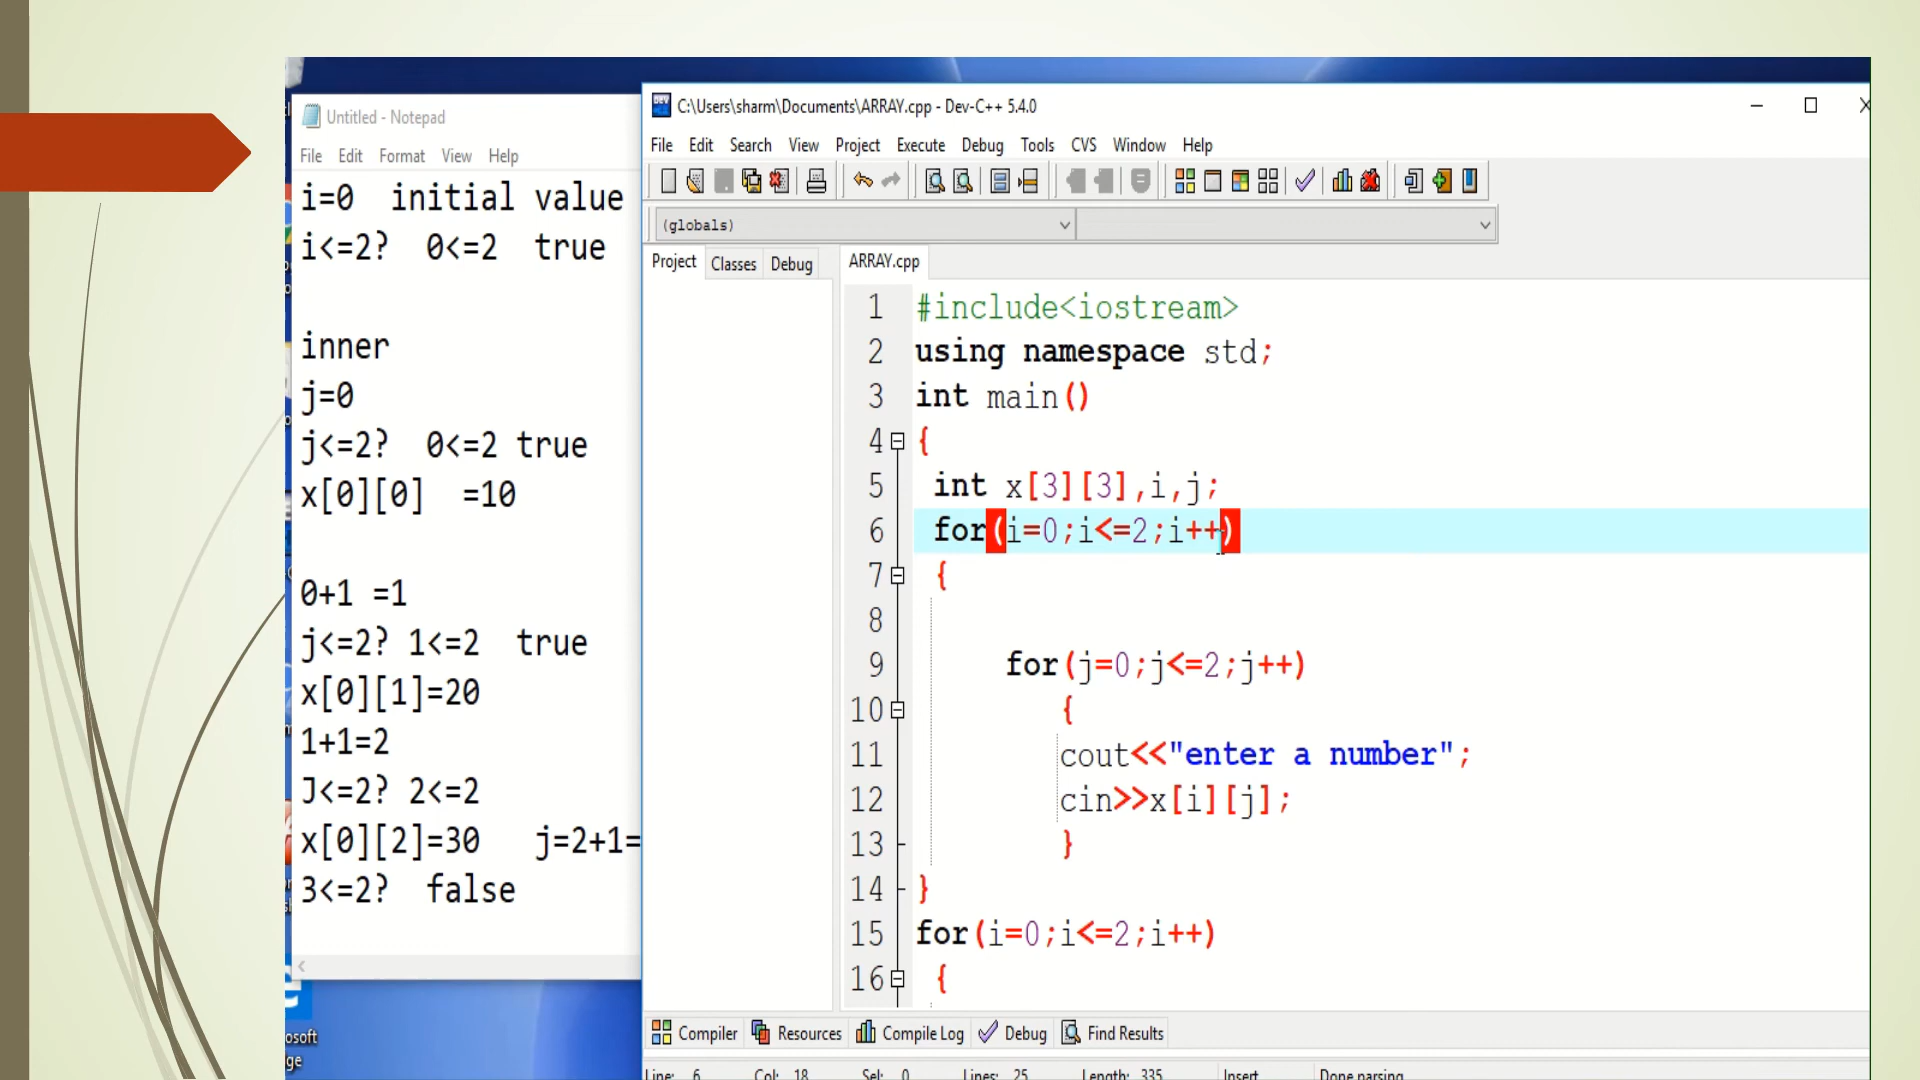 Untitled - Notepad
File Edit Format View Help
i=0 initial value
i<=2? 0<=2 true
inner
j=0
j<=2? 0<=2 true
x[0][0] =10
0+1 =1
j<=2? 1<=2 true
x[0][1]=20
1+1=2
J<=2? 2<=2
x[0][2]=30 j=2+1=
3<=2? false
osoft
ge
C:\Users\sharm\Documents\ARRAY.cpp - Dev-C++ 5.4.0
File Edit Search View Project Execute Debug Tools CVS Window Help
(globals)
Project Classes Debug
ARRAY.cpp
1 #include<iostream>
2 using namespace std;
3 int main()
4 {
5 int x[3][3],i,j;
6 for(i=0;i<=2;i++)
7 {
8
9 for(j=0;j<=2;j++)
10 {
11 cout<<"enter a number";
12 cin>>x[i][j];
13 }
14 }
15 for(i=0;i<=2;i++)
16 {
Compiler Resources Compile Log Debug Find Results
Line: 6 Col: 18 Sel: 0 Lines: 25 Length: 335 Insert Done parsing